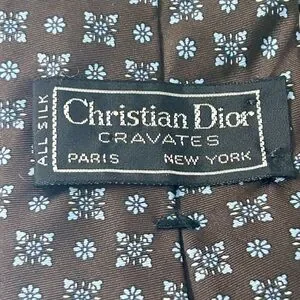 ALL SILK
Christian Dior
CRAVATES
PARIS NEW YORK